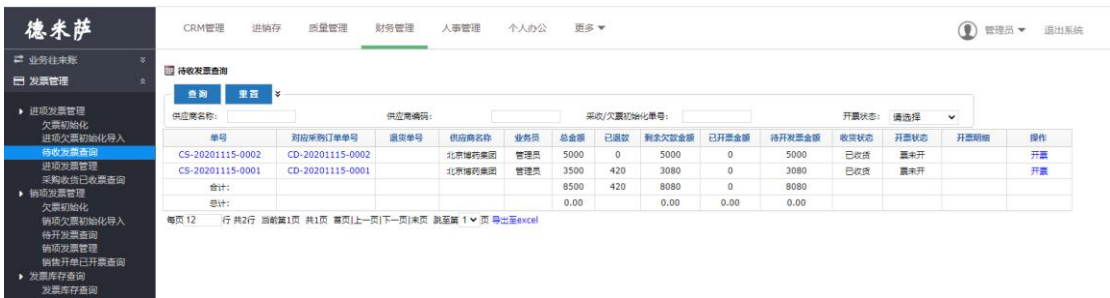 德米萨
CRM管理 进销存 质量管理 财务管理 人事管理 个人办公 更多
管理员 退出系统
业务往来账
发票管理
进项发票管理
欠票初始化
进项欠票初始化导入
待收发票查询
进项发票管理
采购收货已收票查询
销项发票管理
欠票初始化
销项欠票初始化导入
待开发票查询
销项发票管理
销售开单已开票查询
发票库存查询
发票库存查询
待收发票查询
查询 重置
供应商名称: 供应商编码: 采收/欠票初始化单号: 开票状态: 请选择
单号 对应采购订单单号 退货单号 供应商名称 业务员 总金额 已退款 剩余欠款金额 已开票金额 待开发票金额 收货状态 开票状态 开票明细 操作
CS-20201115-0002 CD-20201115-0002 北京博药集团 管理员 5000 0 5000 0 5000 已收货 票未开 开票
CS-20201115-0001 CD-20201115-0001 北京博药集团 管理员 3500 420 3080 0 3080 已收货 票未开 开票
合计: 8500 420 8080 0 8080
总计: 0.00 0.00 0.00 0.00
每页 12 行 共2行 当前第1页 共1页 首页|上一页|下一页|末页 跳至第 1 页 导出至excel